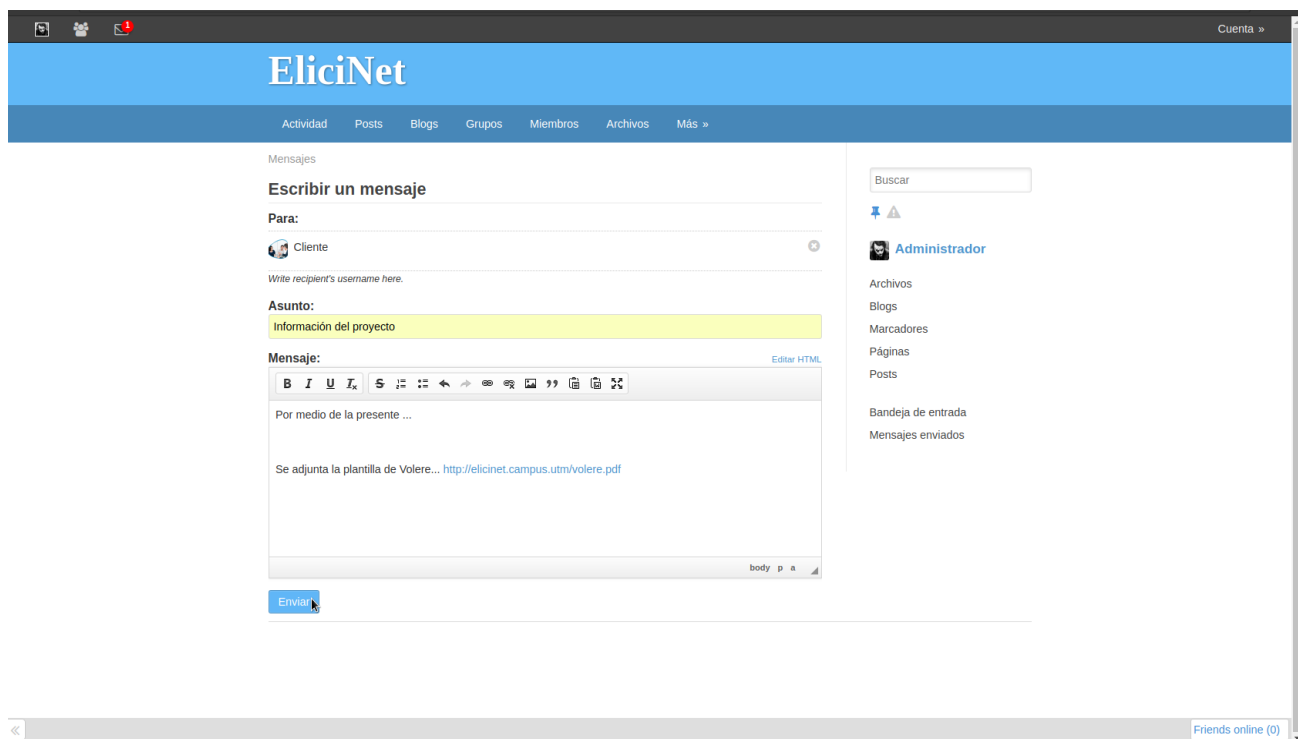 1
Cuenta »
EliciNet
Actividad Posts Blogs Grupos Miembros Archivos Más »
Mensajes
Escribir un mensaje
Para:
Cliente
Write recipient's username here.
Asunto:
Información del proyecto
Mensaje:
Editar HTML
Por medio de la presente ...
Se adjunta la plantilla de Volere... http://elicinet.campus.utm/volere.pdf
body p a
Enviar
Buscar
Administrador
Archivos
Blogs
Marcadores
Páginas
Posts
Bandeja de entrada
Mensajes enviados
Friends online (0)